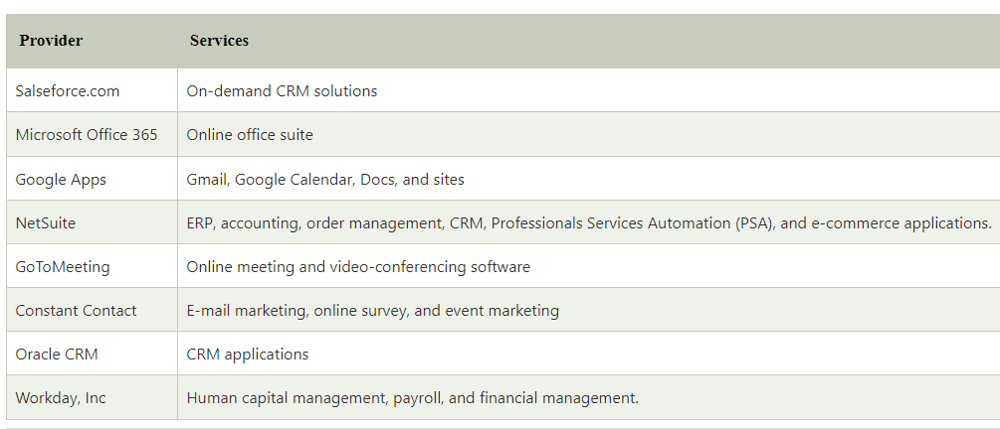 Provider Services
Salseforce.com On-demand CRM solutions
Microsoft Office 365 Online office suite
Google Apps Gmail, Google Calendar, Docs, and sites
NetSuite ERP, accounting, order management, CRM, Professionals Services Automation (PSA), and e-commerce applications.
GoToMeeting Online meeting and video-conferencing software
Constant Contact E-mail marketing, online survey, and event marketing
Oracle CRM CRM applications
Workday, Inc Human capital management, payroll, and financial management.